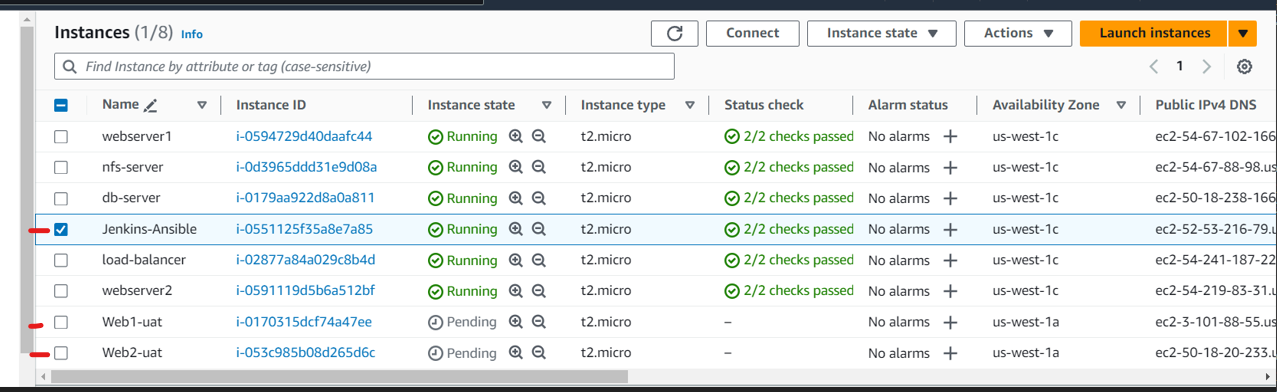 Instances (1/8) Info Connect Instance state Actions Launch instances
Find Instance by attribute or tag (case-sensitive) 1
Name Instance ID Instance state Instance type Status check Alarm status Availability Zone Public IPv4 DNS
webserver1 i-0594729d40daafc44 Running t2.micro 2/2 checks passed No alarms us-west-1c ec2-54-67-102-166
nfs-server i-0d3965ddd31e9d08a Running t2.micro 2/2 checks passed No alarms us-west-1c ec2-54-67-88-98.us
db-server i-0179aa922d8a0a811 Running t2.micro 2/2 checks passed No alarms us-west-1c ec2-50-18-238-166
Jenkins-Ansible i-0551125f35a8e7a85 Running t2.micro 2/2 checks passed No alarms us-west-1c ec2-52-53-216-79.u
load-balancer i-02877a84a029c8b4d Running t2.micro 2/2 checks passed No alarms us-west-1c ec2-54-241-187-22
webserver2 i-0591119d5b6a512bf Running t2.micro 2/2 checks passed No alarms us-west-1c ec2-54-219-83-31.u
Web1-uat i-0170315dcf74a47ee Pending t2.micro – No alarms us-west-1a ec2-3-101-88-55.us
Web2-uat i-053c985b08d265d6c Pending t2.micro – No alarms us-west-1a ec2-50-18-20-233.u